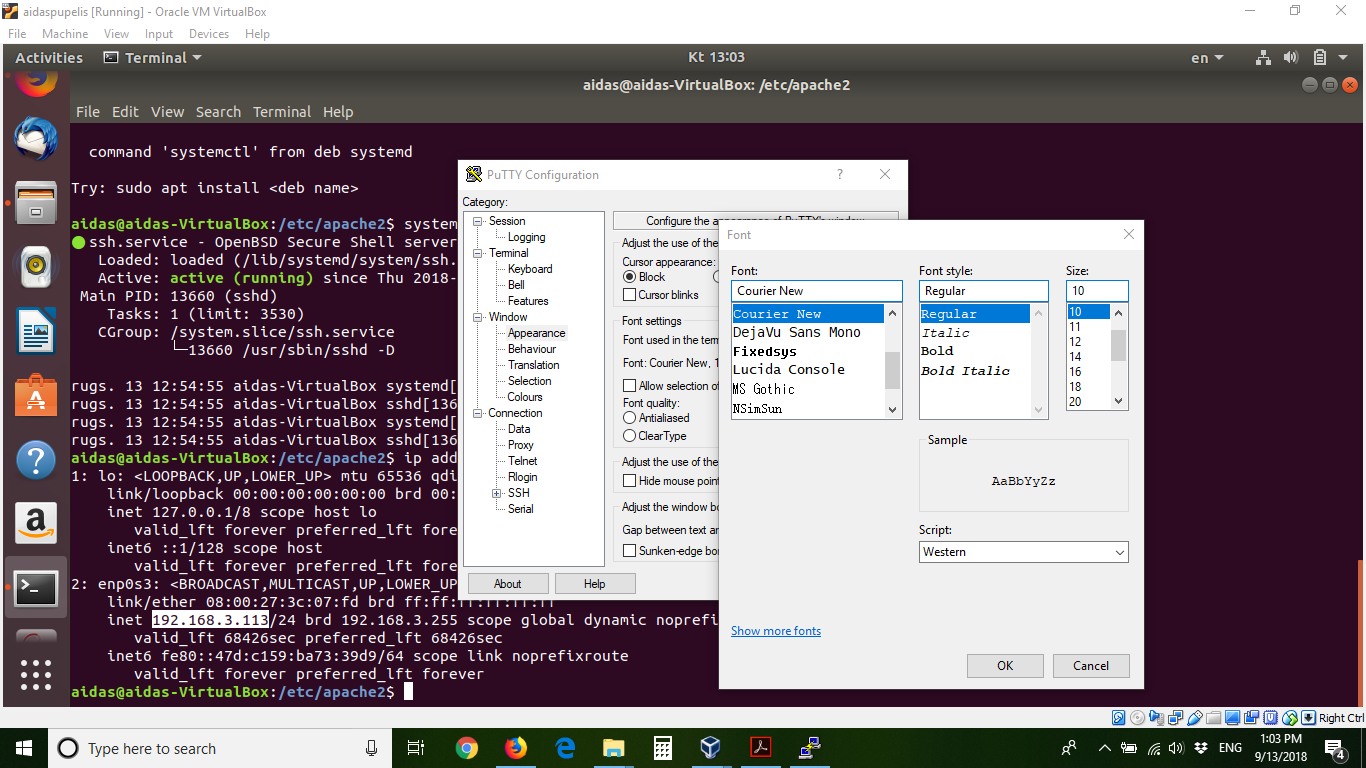 aidaspupelis [Running] - Oracle VM VirtualBox
File Machine View Input Devices Help
Activities Terminal Kt 13:03 en
aidas@aidas-VirtualBox: /etc/apache2
File Edit View Search Terminal Help
command 'systemctl' from deb systemd
Try: sudo apt install <deb name>
aidas@aidas-VirtualBox:/etc/apache2$ system
ssh.service - OpenBSD Secure Shell server
Loaded: loaded (/lib/systemd/system/ssh.
Active: active (running) since Thu 2018-
Main PID: 13660 (sshd)
Tasks: 1 (limit: 3530)
CGroup: /system.slice/ssh.service
└─13660 /usr/sbin/sshd -D
rugs. 13 12:54:55 aidas-VirtualBox systemd[
rugs. 13 12:54:55 aidas-VirtualBox sshd[136
rugs. 13 12:54:55 aidas-VirtualBox systemd[
rugs. 13 12:54:55 aidas-VirtualBox sshd[136
aidas@aidas-VirtualBox:/etc/apache2$ ip add
1: lo: <LOOPBACK,UP,LOWER_UP> mtu 65536 qdi
link/loopback 00:00:00:00:00:00 brd 00:
inet 127.0.0.1/8 scope host lo
valid_lft forever preferred_lft fore
inet6 ::1/128 scope host
valid_lft forever preferred_lft fore
2: enp0s3: <BROADCAST,MULTICAST,UP,LOWER_UP
link/ether 08:00:27:3c:07:fd brd ff:ff:ff:ff:ff:ff
inet 192.168.3.113/24 brd 192.168.3.255 scope global dynamic noprefi
valid_lft 68426sec preferred_lft 68426sec
inet6 fe80::47d:c159:ba73:39d9/64 scope link noprefixroute
valid_lft forever preferred_lft forever
aidas@aidas-VirtualBox:/etc/apache2$
PuTTY Configuration ?
Category:
Session
Logging
Terminal
Keyboard
Bell
Features
Window
Appearance
Behaviour
Translation
Selection
Colours
Connection
Data
Proxy
Telnet
Rlogin
SSH
Serial
About Help
Configure the appearance of PuTTY's window
Adjust the use of the
Cursor appearance:
Block
Cursor blinks
Font settings
Font used in the term
Font: Courier New, 1
Allow selection of
Font quality:
Antialiased
ClearType
Adjust the use of the
Hide mouse point
Adjust the window bo
Gap between text an
Sunken-edge bor
Font
Font: Font style: Size:
Courier New Regular 10
Courier New
DejaVu Sans Mono
Fixedsys
Lucida Console
MS Gothic
NSimSun
Regular
Italic
Bold
Bold Italic
10
11
12
14
16
18
20
Sample
AaBbYyZz
Script:
Western
Show more fonts
OK Cancel
Right Ctrl
Type here to search
ENG
1:03 PM
9/13/2018
4